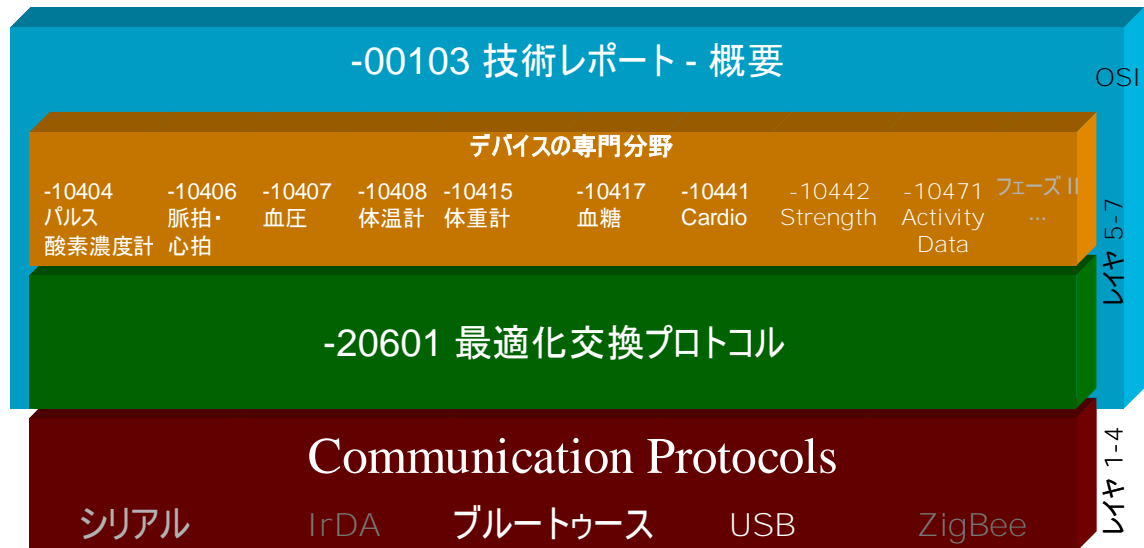 -00103 技術レポート - 概要
OSI
デバイスの専門分野
-10404
パルス
酸素濃度計
-10406
脈拍・
心拍
-10407
血圧
-10408
体温計
-10415
体重計
-10417
血糖
-10441
Cardio
-10442
Strength
-10471
Activity
Data
フェーズ II
...
レイヤ 5-7
-20601 最適化交換プロトコル
Communication Protocols
シリアル IrDA ブルートゥース USB ZigBee
レイヤ 1-4